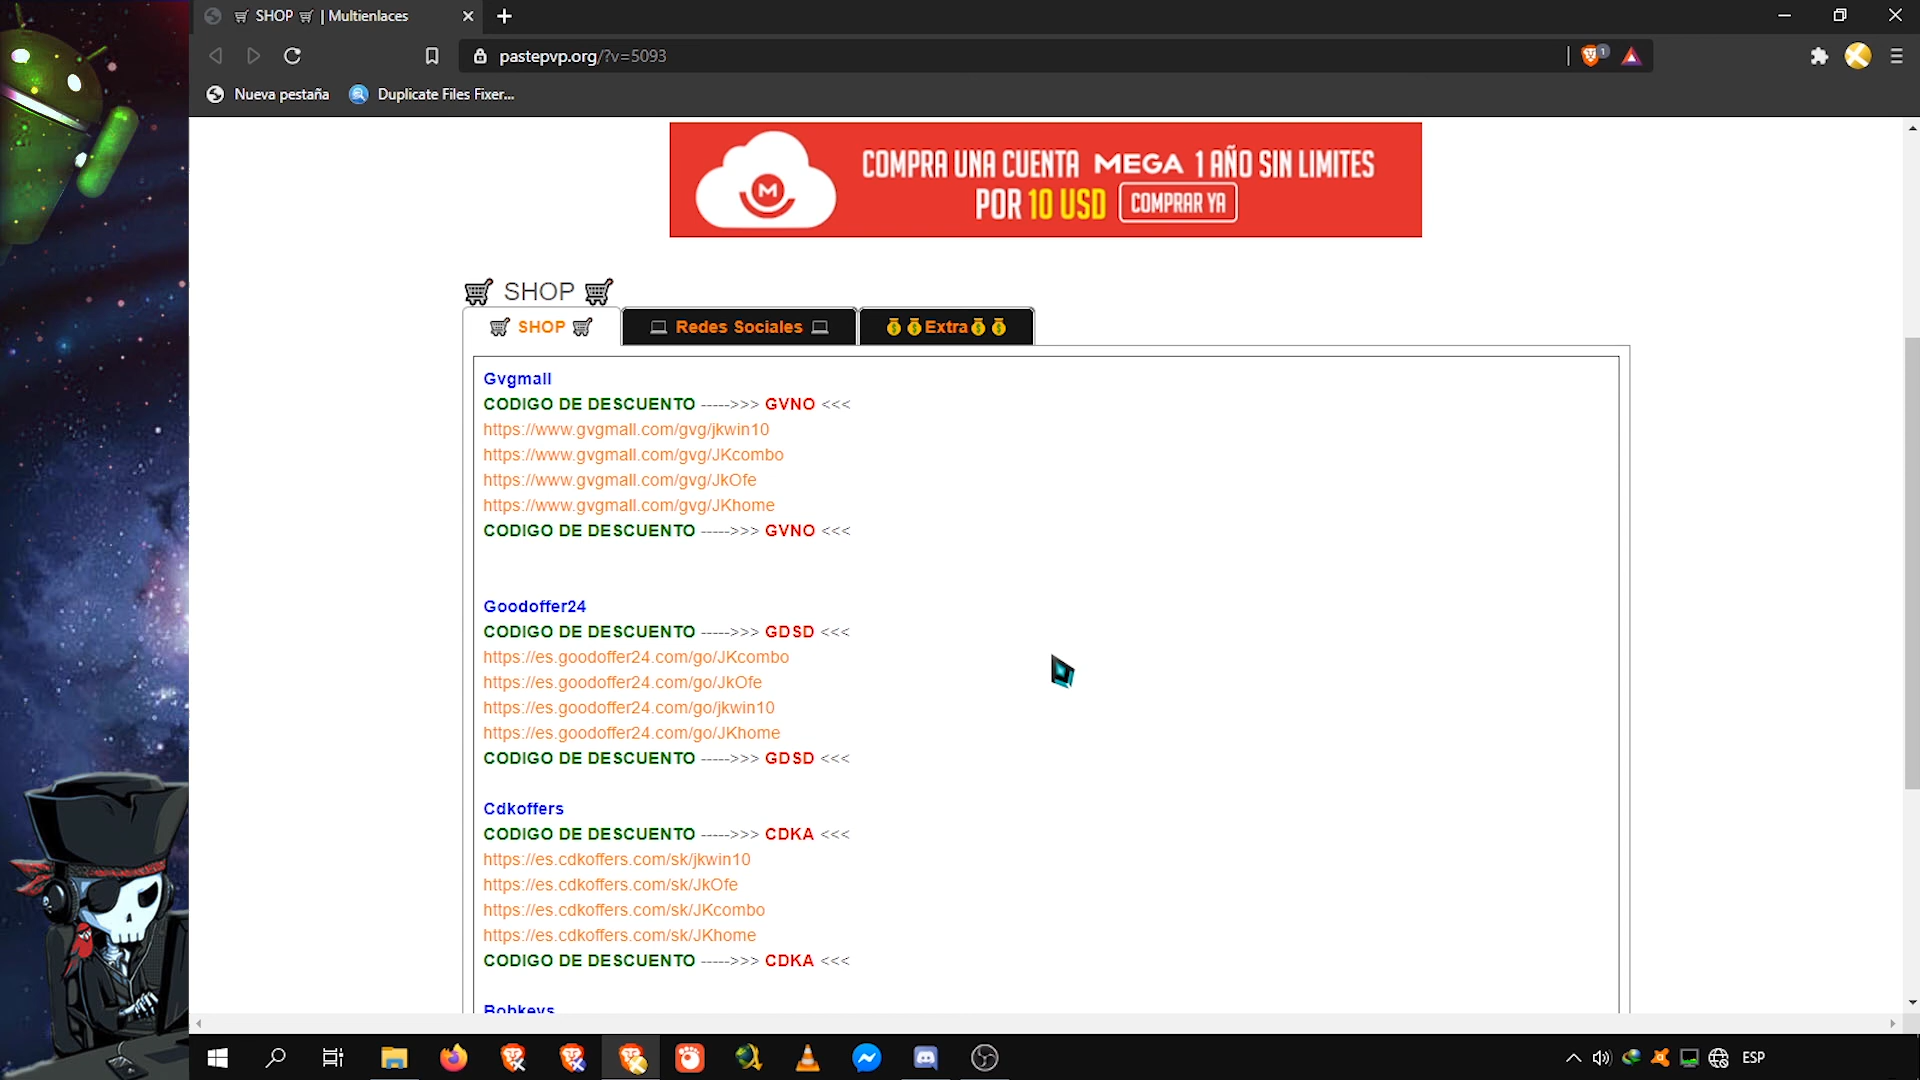 🛒 SHOP 🛒 | Multienlaces
pastepvp.org/?v=5093
1
Nueva pestaña
Duplicate Files Fixer...
M
COMPRA UNA CUENTA MEGA 1 AÑO SIN LIMITES
POR 10 USD COMPRAR YA
🛒 SHOP 🛒
🛒 SHOP 🛒
💻 Redes Sociales 💻
💰💰Extra💰💰
Gvgmall
CODIGO DE DESCUENTO ----->>> GVNO <<<
https://www.gvgmall.com/gvg/jkwin10
https://www.gvgmall.com/gvg/JKcombo
https://www.gvgmall.com/gvg/JkOfe
https://www.gvgmall.com/gvg/JKhome
CODIGO DE DESCUENTO ----->>> GVNO <<<
Goodoffer24
CODIGO DE DESCUENTO ----->>> GDSD <<<
https://es.goodoffer24.com/go/JKcombo
https://es.goodoffer24.com/go/JkOfe
https://es.goodoffer24.com/go/jkwin10
https://es.goodoffer24.com/go/JKhome
CODIGO DE DESCUENTO ----->>> GDSD <<<
Cdkoffers
CODIGO DE DESCUENTO ----->>> CDKA <<<
https://es.cdkoffers.com/sk/jkwin10
https://es.cdkoffers.com/sk/JkOfe
https://es.cdkoffers.com/sk/JKcombo
https://es.cdkoffers.com/sk/JKhome
CODIGO DE DESCUENTO ----->>> CDKA <<<
Bobkeys
ESP